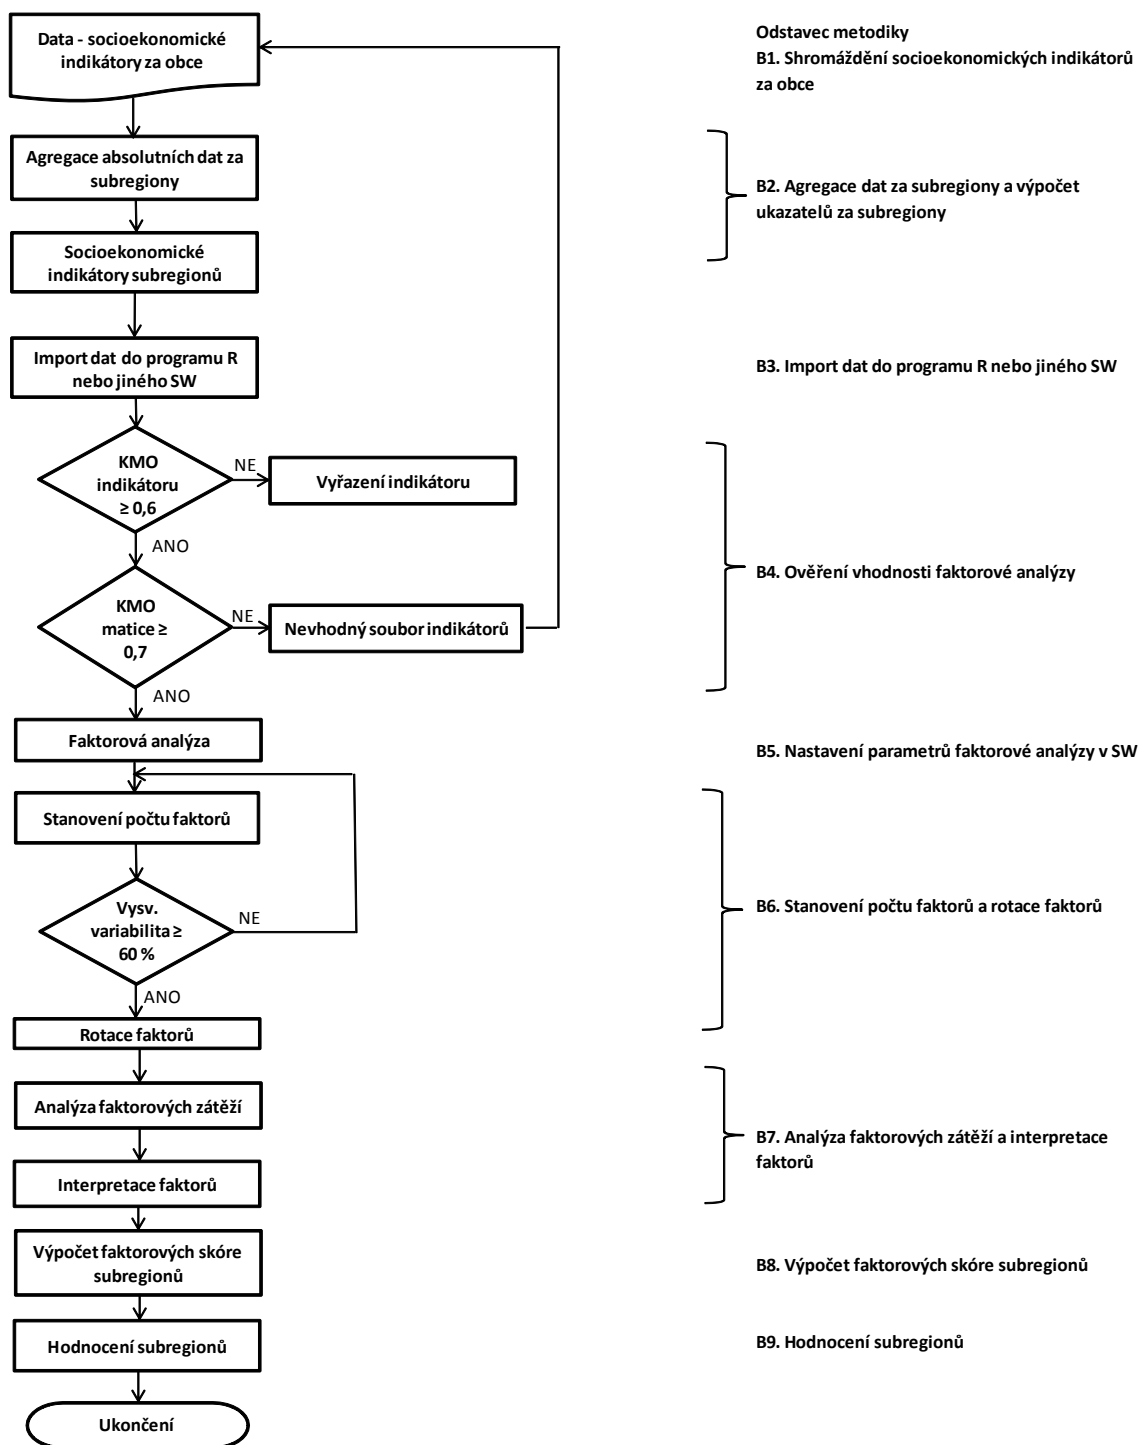 Data - socioekonomické
indikátory za obce
Odstavec metodiky
B1. Shromáždění socioekonomických indikátorů
za obce
Agregace absolutních dat za
subregiony
B2. Agregace dat za subregiony a výpočet
ukazatelů za subregiony
Socioekonomické
indikátory subregionů
Import dat do programu R
nebo jiného SW
B3. Import dat do programu R nebo jiného SW
KMO
indikátoru
≥ 0,6
NE
Vyřazení indikátoru
ANO
B4. Ověření vhodnosti faktorové analýzy
KMO
matice ≥
0,7
NE
Nevhodný soubor indikátorů
ANO
Faktorová analýza
B5. Nastavení parametrů faktorové analýzy v SW
Stanovení počtu faktorů
Vysv.
variabilita ≥
60 %
NE
B6. Stanovení počtu faktorů a rotace faktorů
ANO
Rotace faktorů
Analýza faktorových zátěží
B7. Analýza faktorových zátěží a interpretace
faktorů
Interpretace faktorů
Výpočet faktorových skóre
subregionů
B8. Výpočet faktorových skóre subregionů
Hodnocení subregionů
B9. Hodnocení subregionů
Ukončení